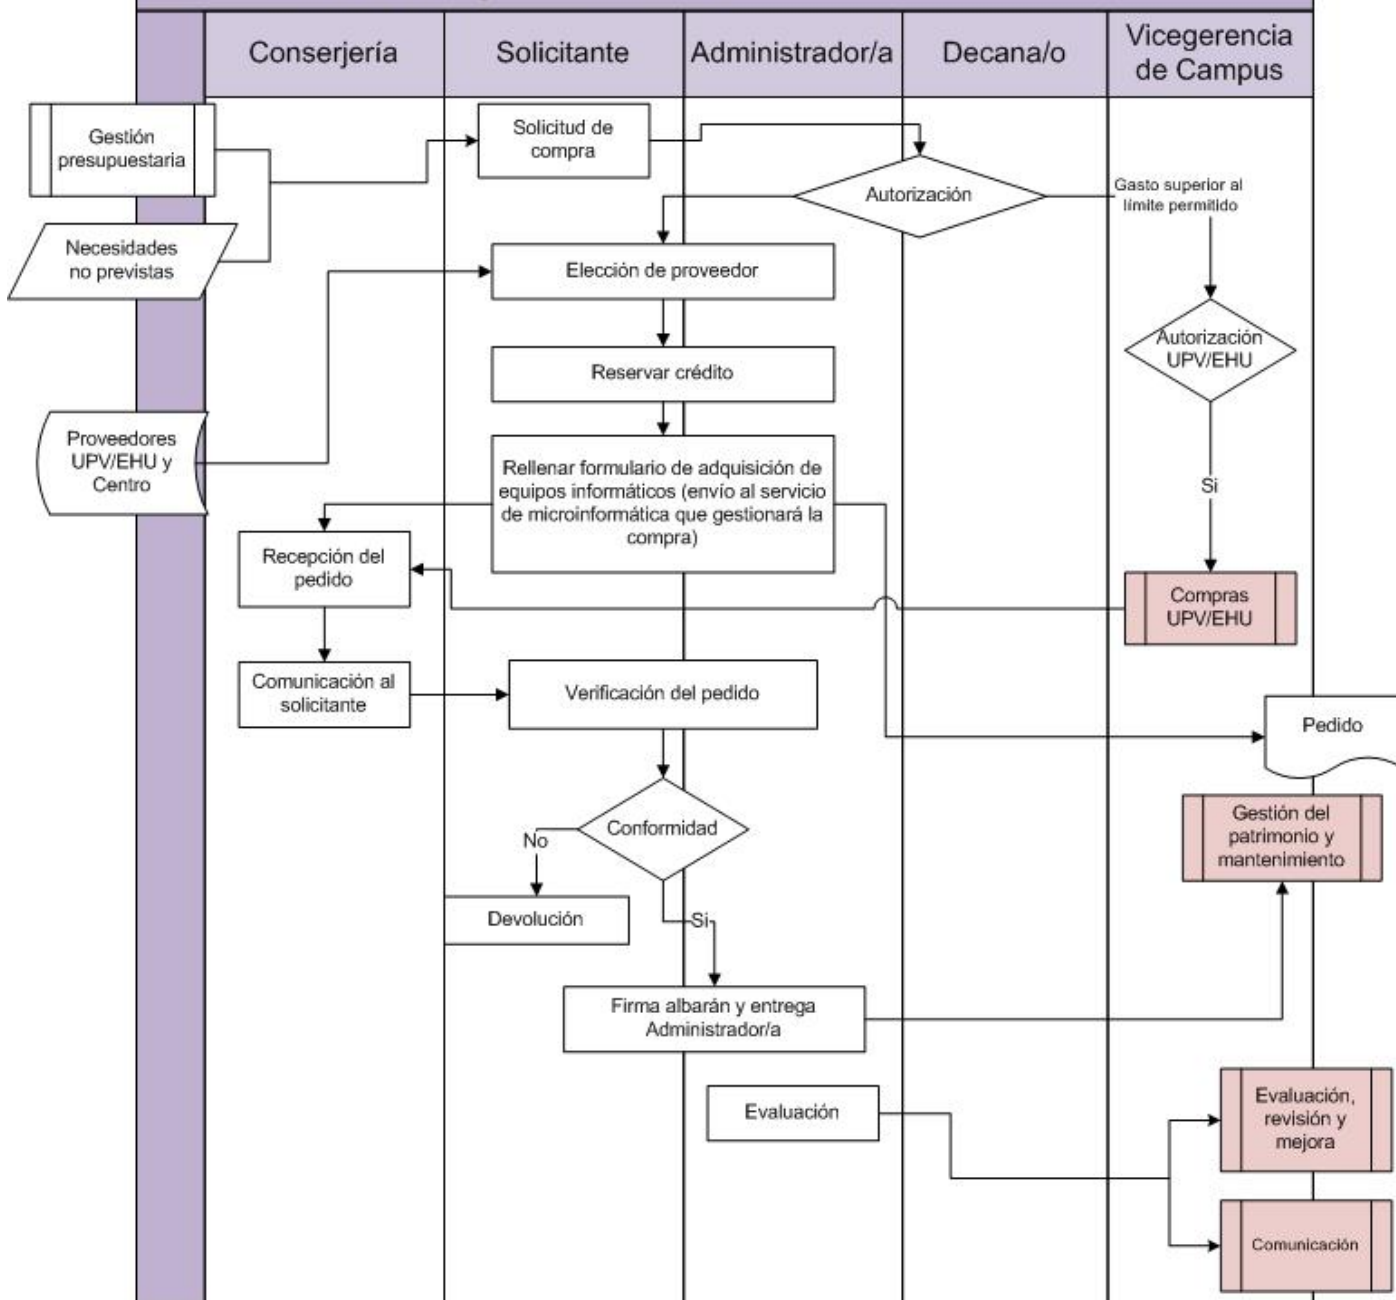 Conserjería
Solicitante
Administrador/a
Decana/o
Vicegerencia
de Campus
Gestión
presupuestaria
Solicitud de
compra
Autorización
Gasto superior al
límite permitido
Necesidades
no previstas
Elección de proveedor
Autorización
UPV/EHU
Reservar crédito
Proveedores
UPV/EHU y
Centro
Rellenar formulario de adquisición de
equipos informáticos (envío al servicio
de microinformática que gestionará la
compra)
Si
Recepción del
pedido
Compras
UPV/EHU
Comunicación al
solicitante
Verificación del pedido
Pedido
Conformidad
No
Gestión del
patrimonio y
mantenimiento
Devolución
Si
Firma albarán y entrega
Administrador/a
Evaluación
Evaluación,
revisión y
mejora
Comunicación